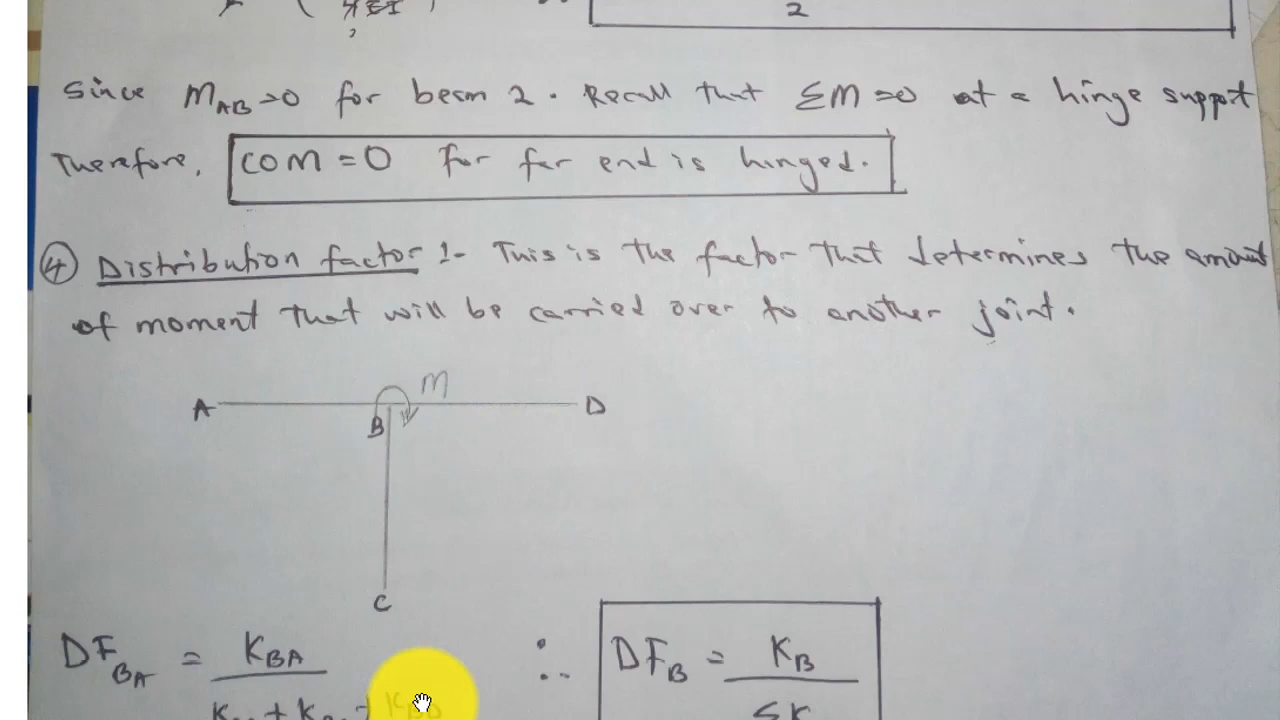 2
Since M_AB = 0 for beam 2. Recall that ΣM = 0 at a hinge suppot
Therefore, COM = 0 for far end is hinged.
④ Distribution factor :- This is the factor that determines the amount
of moment that will be carried over to another joint.
M
A D
B
C
DF_BA = K_BA ∴ DF_B = K_B